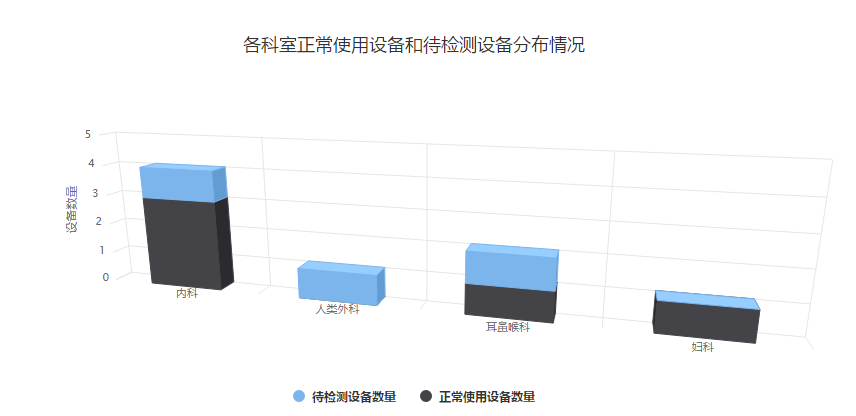 各科室正常使用设备和待检测设备分布情况
设备数量
5
4
3
2
1
0
内科
人类外科
耳鼻喉科
妇科
待检测设备数量 正常使用设备数量